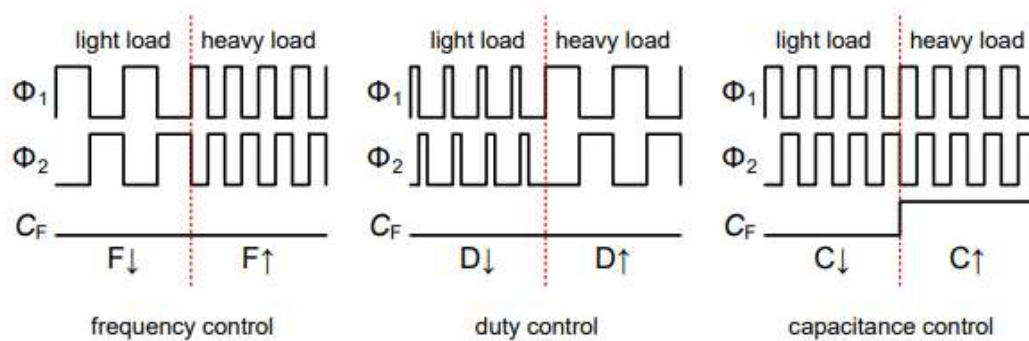 light load heavy load
Φ1
Φ2
CF
F↓ F↑
frequency control
light load heavy load
Φ1
Φ2
CF
D↓ D↑
duty control
light load heavy load
Φ1
Φ2
CF
C↓ C↑
capacitance control